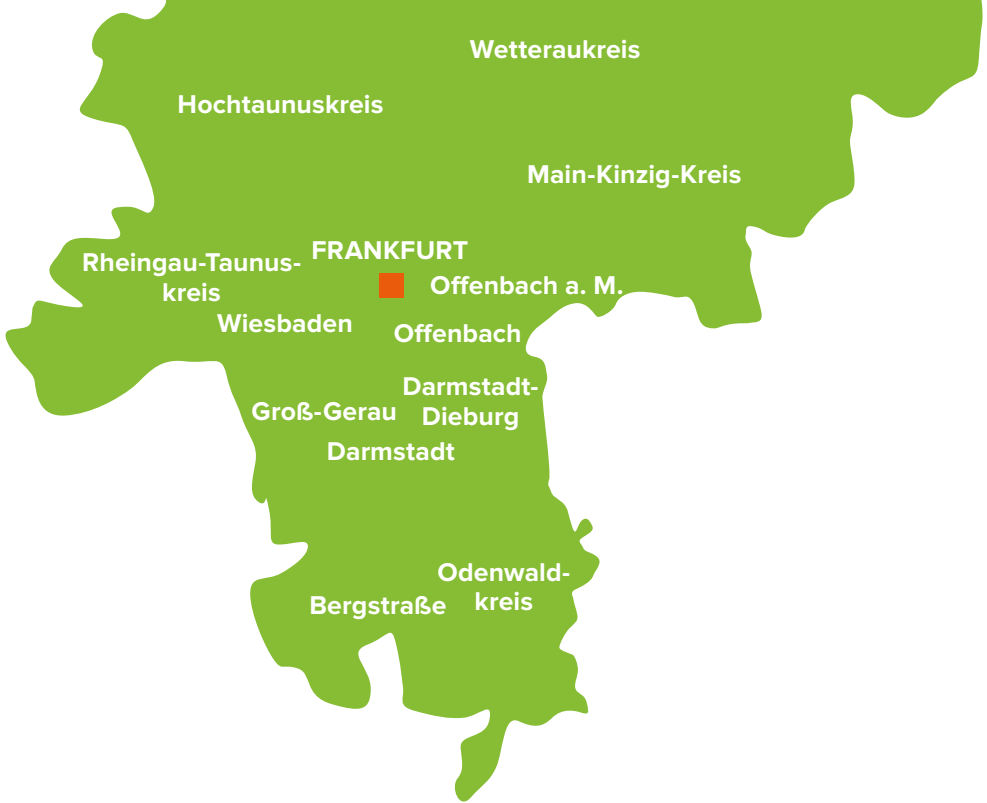 Wetteraukreis
Hochtaunuskreis
Main-Kinzig-Kreis
FRANKFURT
Rheingau-Taunus-
kreis
Offenbach a. M.
Wiesbaden
Offenbach
Darmstadt-
Dieburg
Groß-Gerau
Darmstadt
Odenwald-
kreis
Bergstraße